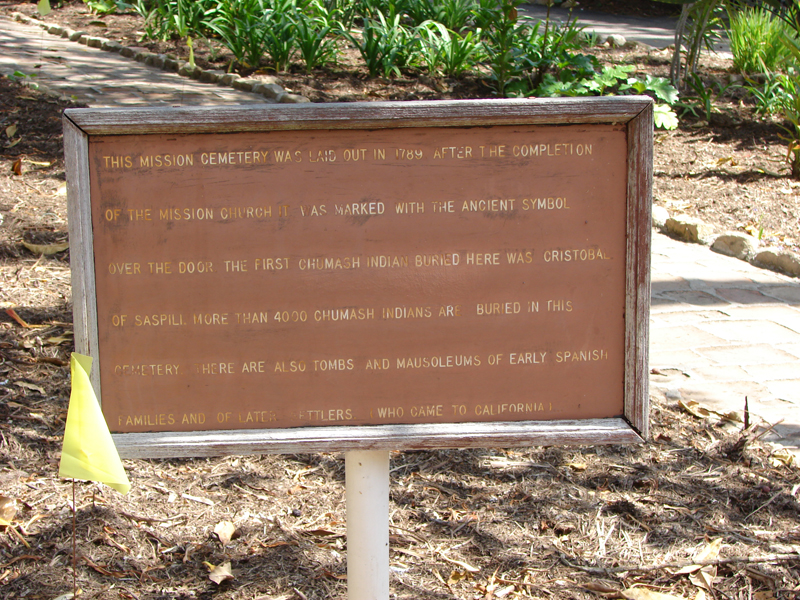 THIS MISSION CEMETERY WAS LAID OUT IN 1789 AFTER THE COMPLETION
OF THE MISSION CHURCH IT WAS MARKED WITH THE ANCIENT SYMBOL
OVER THE DOOR. THE FIRST CHUMASH INDIAN BURIED HERE WAS CRISTOBAL
OF SASPILI. MORE THAN 4000 CHUMASH INDIANS ARE BURIED IN THIS
CEMETERY. THERE ARE ALSO TOMBS AND MAUSOLEUMS OF EARLY SPANISH
FAMILIES AND OF LATER SETTLERS (WHO CAME TO CALIFORNIA)